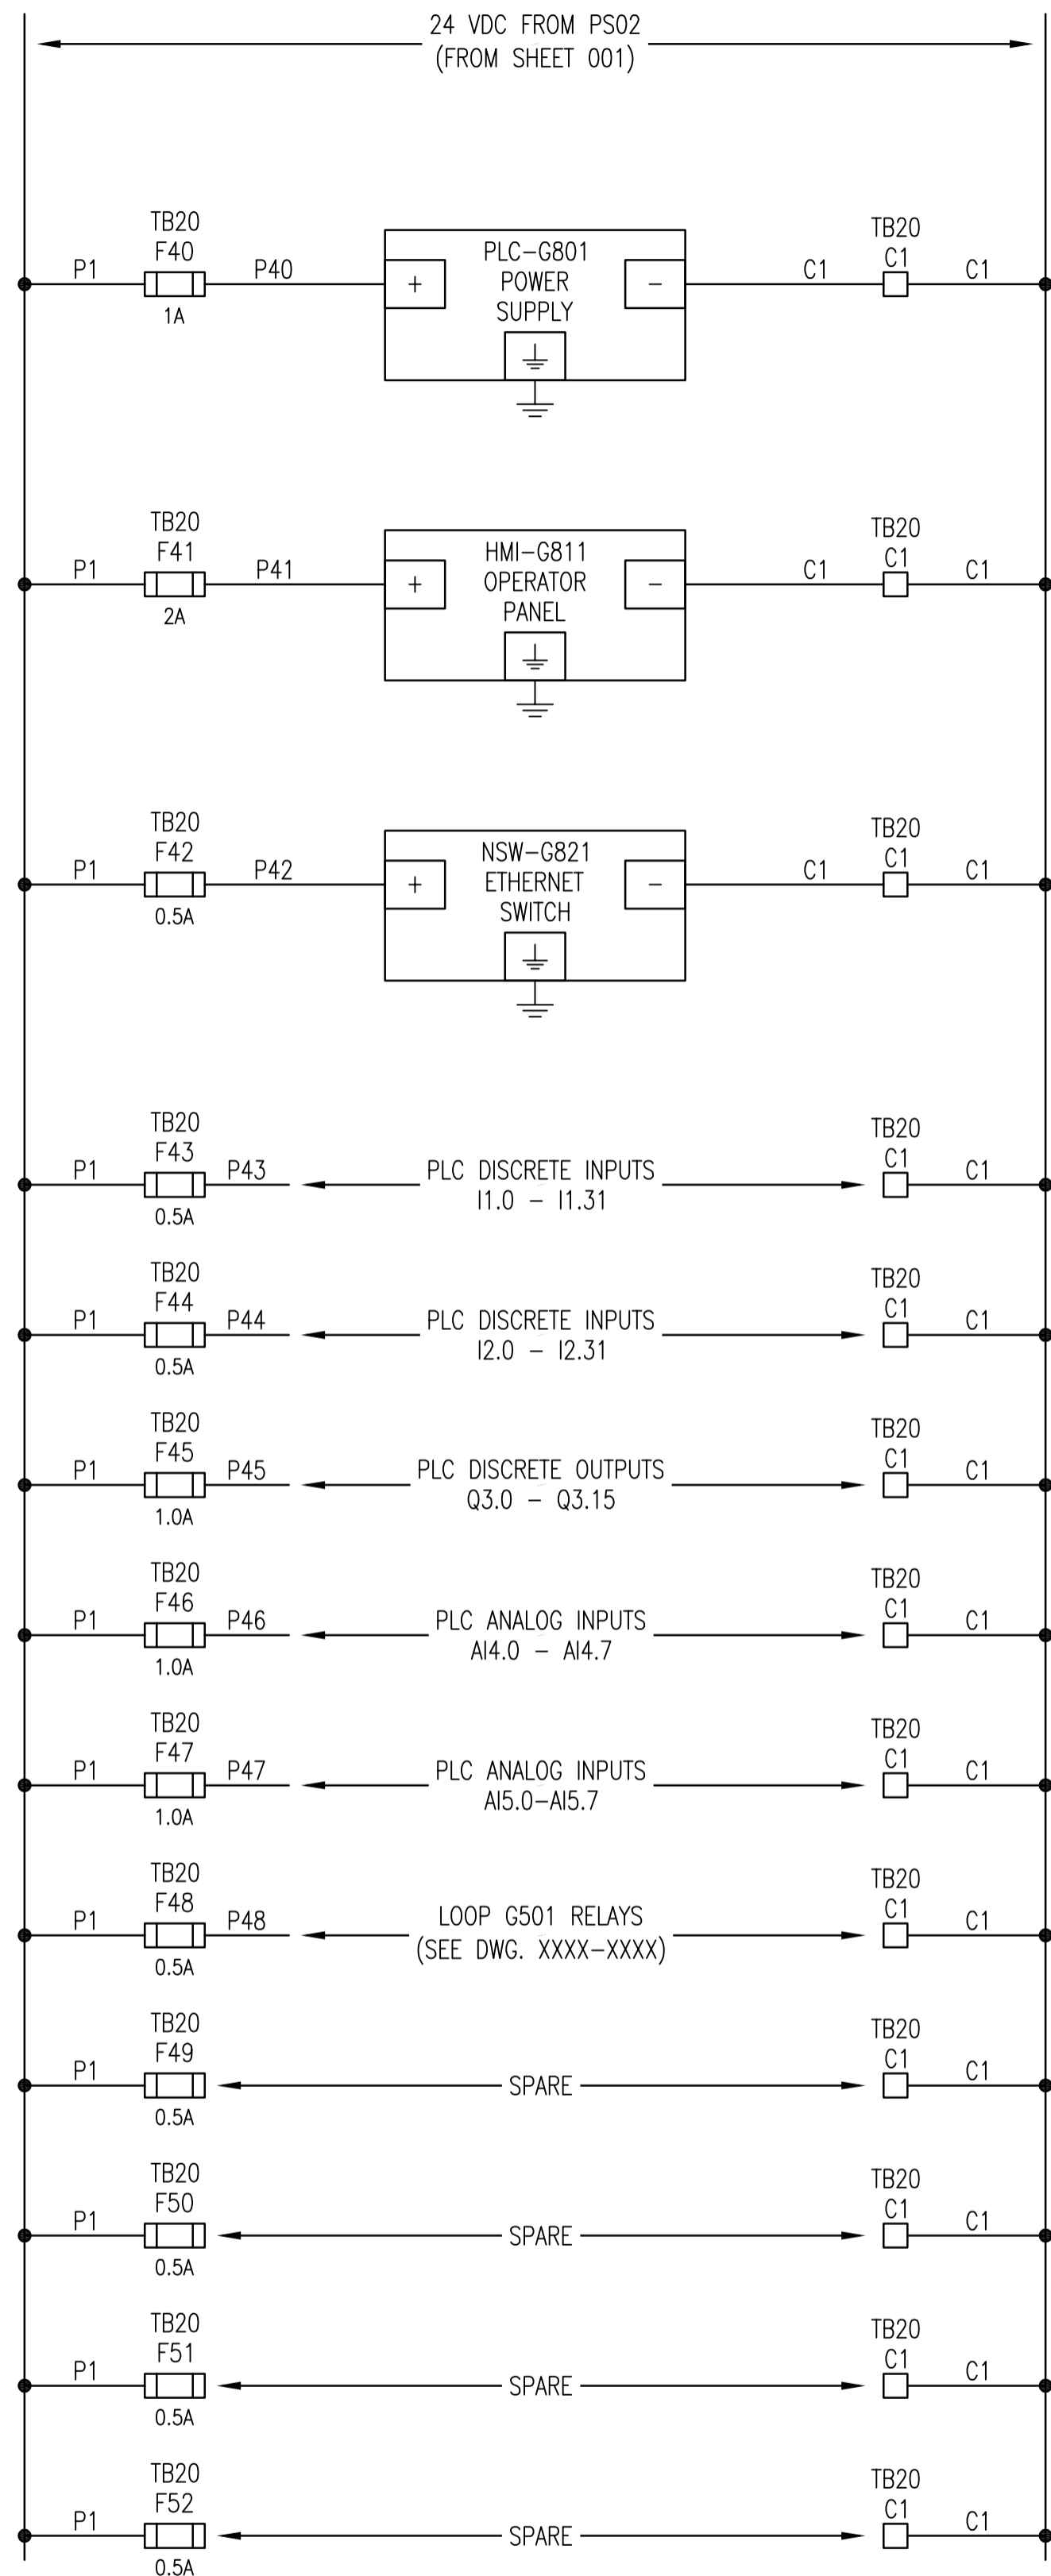 24 VDC FROM PS02
(FROM SHEET 001)
TB20
F40
P1
1A
P40
PLC-G801
POWER
SUPPLY
+
-
C1
TB20
C1
C1
TB20
F41
P1
2A
P41
HMI-G811
OPERATOR
PANEL
+
-
C1
TB20
C1
C1
TB20
F42
P1
0.5A
P42
NSW-G821
ETHERNET
SWITCH
+
-
C1
TB20
C1
C1
TB20
F43
P1
0.5A
P43
PLC DISCRETE INPUTS
I1.0 - I1.31
TB20
C1
C1
TB20
F44
P1
0.5A
P44
PLC DISCRETE INPUTS
I2.0 - I2.31
TB20
C1
C1
TB20
F45
P1
1.0A
P45
PLC DISCRETE OUTPUTS
Q3.0 - Q3.15
TB20
C1
C1
TB20
F46
P1
1.0A
P46
PLC ANALOG INPUTS
AI4.0 - AI4.7
TB20
C1
C1
TB20
F47
P1
1.0A
P47
PLC ANALOG INPUTS
AI5.0-AI5.7
TB20
C1
C1
TB20
F48
P1
0.5A
P48
LOOP G501 RELAYS
(SEE DWG. XXXX-XXXX)
TB20
C1
C1
TB20
F49
P1
0.5A
SPARE
TB20
C1
C1
TB20
F50
P1
0.5A
SPARE
TB20
C1
C1
TB20
F51
P1
0.5A
SPARE
TB20
C1
C1
TB20
F52
P1
0.5A
SPARE
TB20
C1
C1